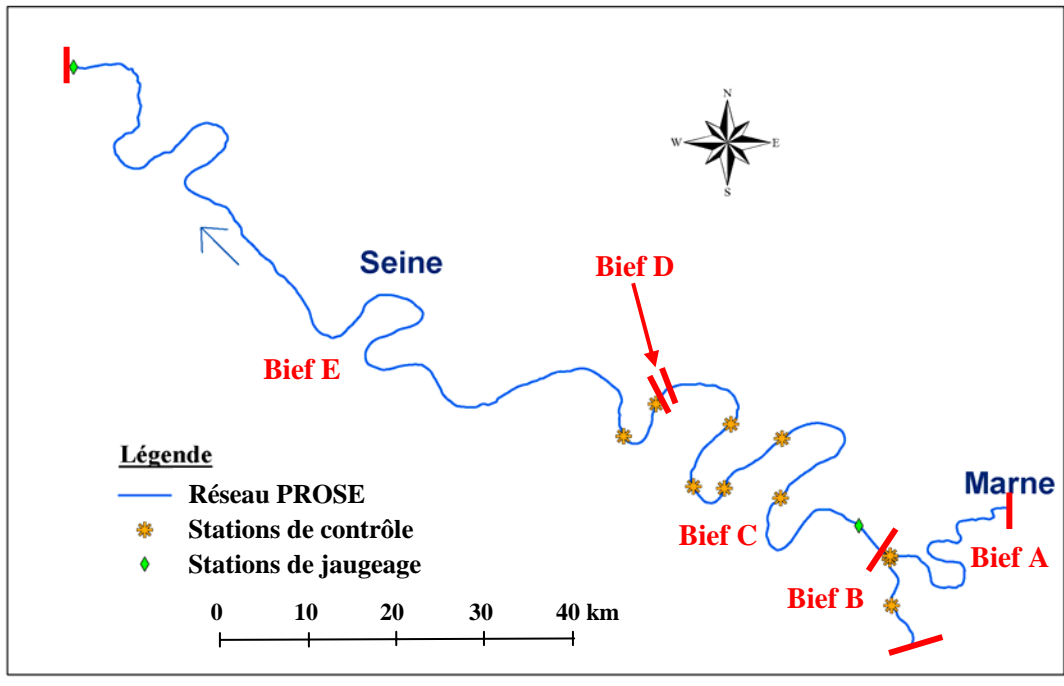 N
W
E
S
Bief D
Seine
Bief E
Légende
Réseau PROSE
Stations de contrôle
Stations de jaugeage
0 10 20 30 40 km
Marne
Bief C
Bief A
Bief B